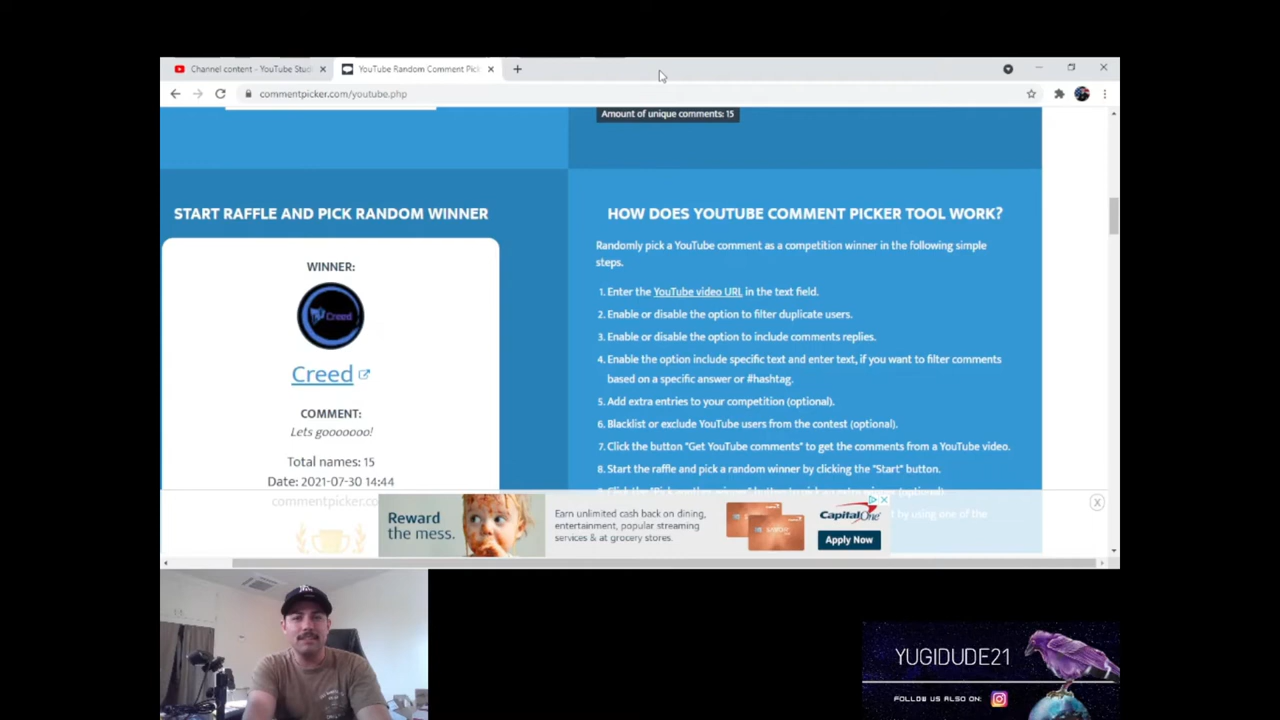 Channel content - YouTube Studi
YouTube Random Comment Pic
commentpicker.com/youtube.php
Amount of unique comments: 15
START RAFFLE AND PICK RANDOM WINNER
WINNER:
Creed
Creed
COMMENT:
Lets gooooooo!
Total names: 15
Date: 2021-07-30 14:44
commentpicker.co
HOW DOES YOUTUBE COMMENT PICKER TOOL WORK?
Randomly pick a YouTube comment as a competition winner in the following simple
steps.
1. Enter the YouTube video URL in the text field.
2. Enable or disable the option to filter duplicate users.
3. Enable or disable the option to include comments replies.
4. Enable the option include specific text and enter text, if you want to filter comments
based on a specific answer or #hashtag.
5. Add extra entries to your competition (optional).
6. Blacklist or exclude YouTube users from the contest (optional).
7. Click the button "Get YouTube comments" to get the comments from a YouTube video.
8. Start the raffle and pick a random winner by clicking the "Start" button.
by using one of the
Reward
the mess.
Earn unlimited cash back on dining,
entertainment, popular streaming
services & at grocery stores.
CapitalOne
Apply Now
YUGIDUDE21
FOLLOW US ALSO ON: